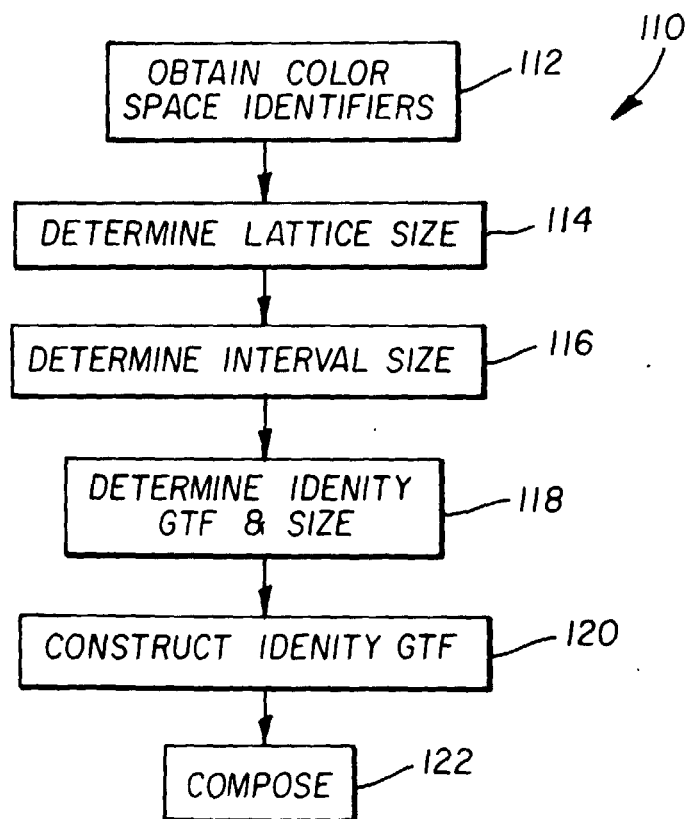 110
OBTAIN COLOR
SPACE IDENTIFIERS
112
DETERMINE LATTICE SIZE
114
DETERMINE INTERVAL SIZE
116
DETERMINE IDENITY
GTF & SIZE
118
CONSTRUCT IDENITY GTF
120
COMPOSE
122